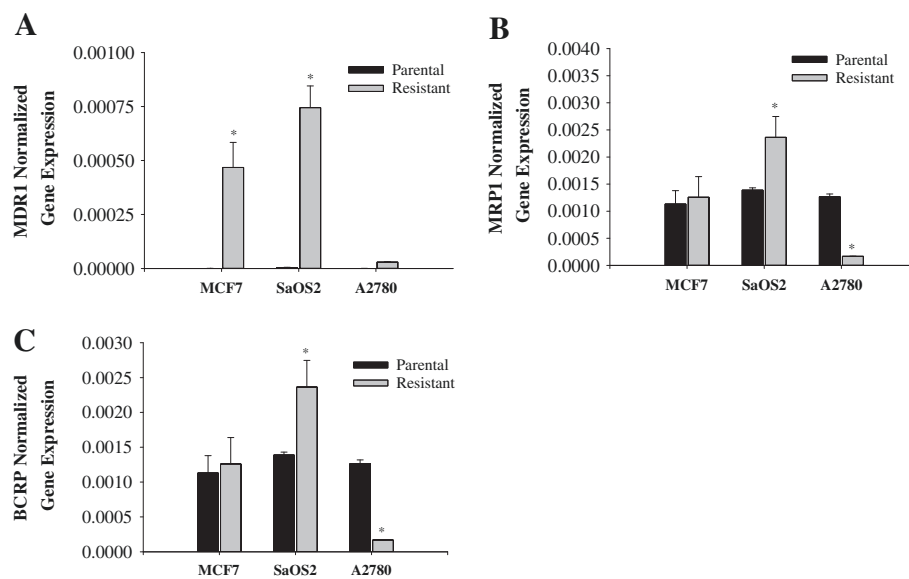 A
MDR1 Normalized
Gene Expression
0.00100
0.00075
0.00050
0.00025
0.00000
Parental
Resistant
*
*
MCF7
SaOS2
A2780
B
MRP1 Normalized
Gene Expression
0.0040
0.0035
0.0030
0.0025
0.0020
0.0015
0.0010
0.0005
0.0000
Parental
Resistant
*
*
MCF7
SaOS2
A2780
C
BCRP Normalized
Gene Expression
0.0030
0.0025
0.0020
0.0015
0.0010
0.0005
0.0000
Parental
Resistant
*
*
MCF7
SaOS2
A2780